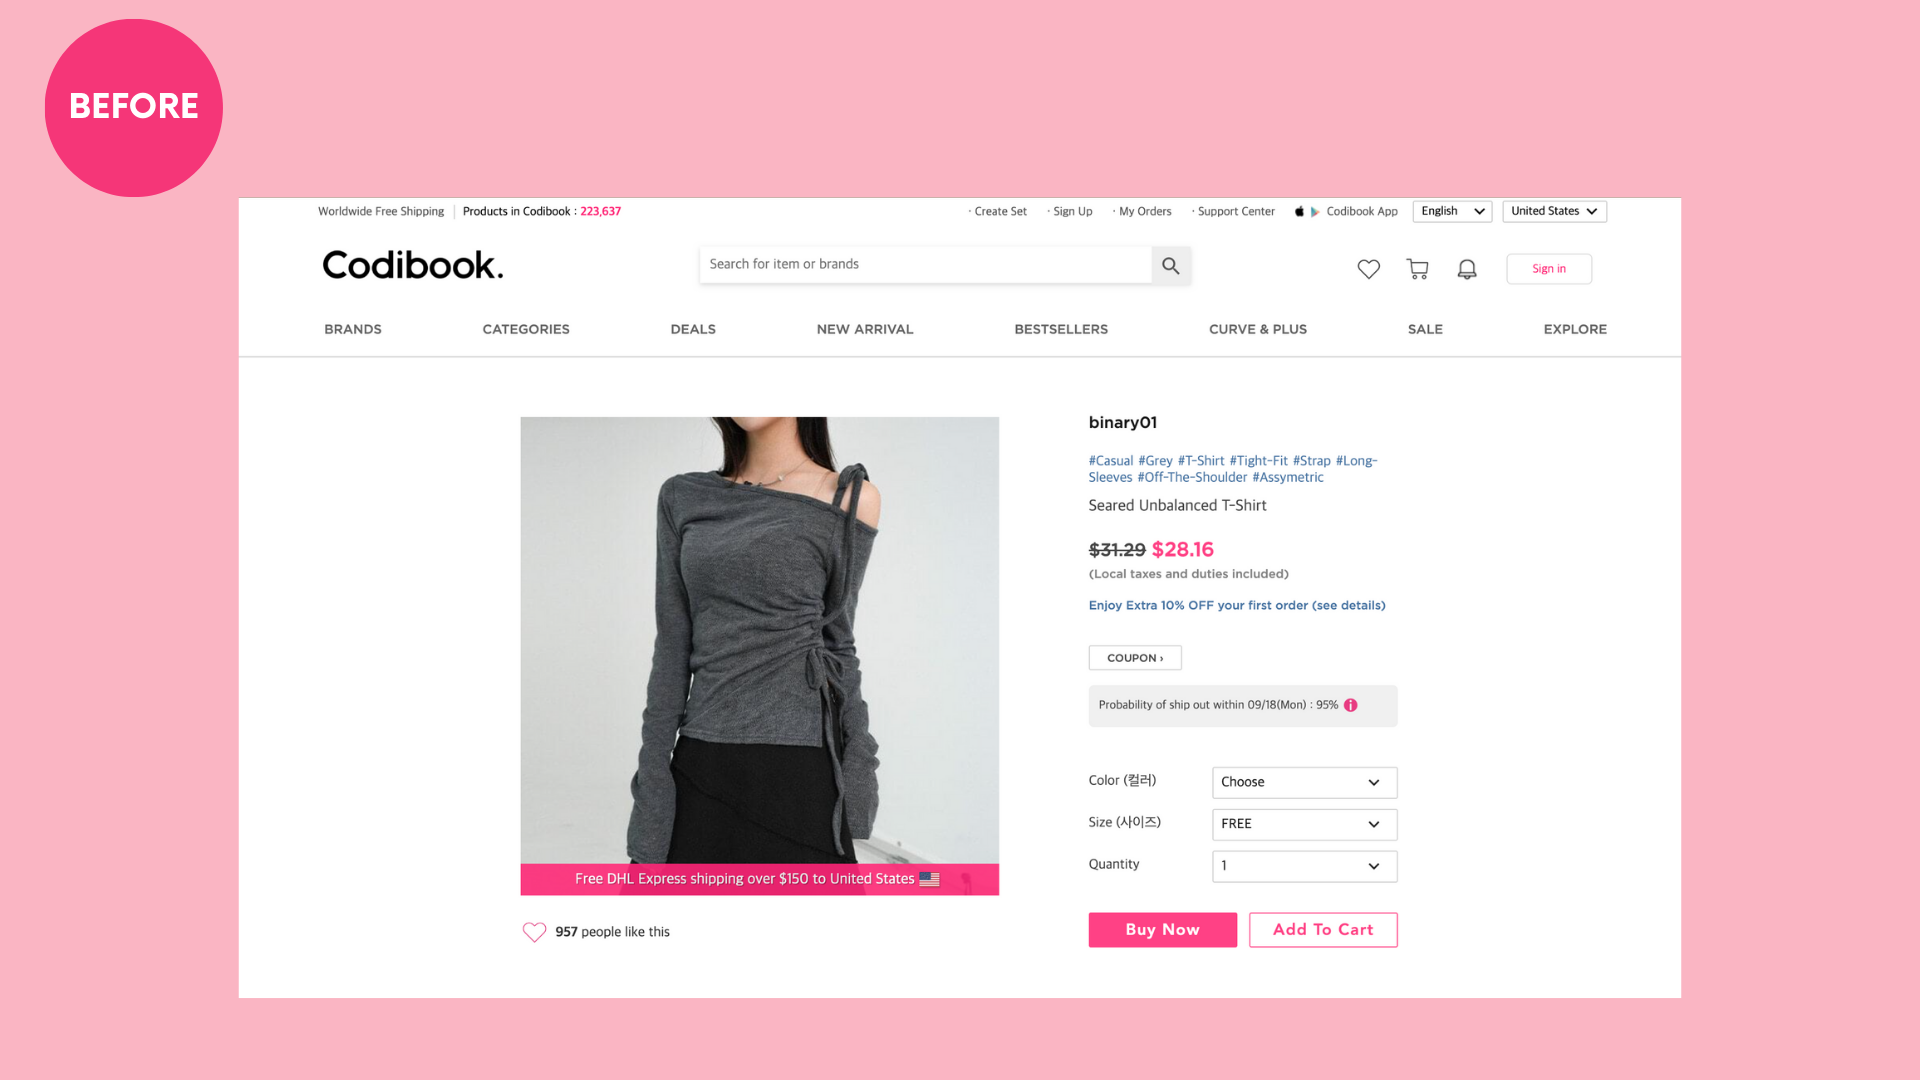 BEFORE
Worldwide Free Shipping
Products in Codibook : 223,637
· Create Set
· Sign Up
· My Orders
· Support Center
Codibook App
English
United States
Codibook.
Search for item or brands
Sign in
BRANDS
CATEGORIES
DEALS
NEW ARRIVAL
BESTSELLERS
CURVE & PLUS
SALE
EXPLORE
Free DHL Express shipping over $150 to United States
957 people like this
binary01
#Casual #Grey #T-Shirt #Tight-Fit #Strap #Long-
Sleeves #Off-The-Shoulder #Assymetric
Seared Unbalanced T-Shirt
$31.29 $28.16
(Local taxes and duties included)
Enjoy Extra 10% OFF your first order (see details)
COUPON ›
Probability of ship out within 09/18(Mon) : 95%
Color (컬러)
Choose
Size (사이즈)
FREE
Quantity
1
Buy Now
Add To Cart